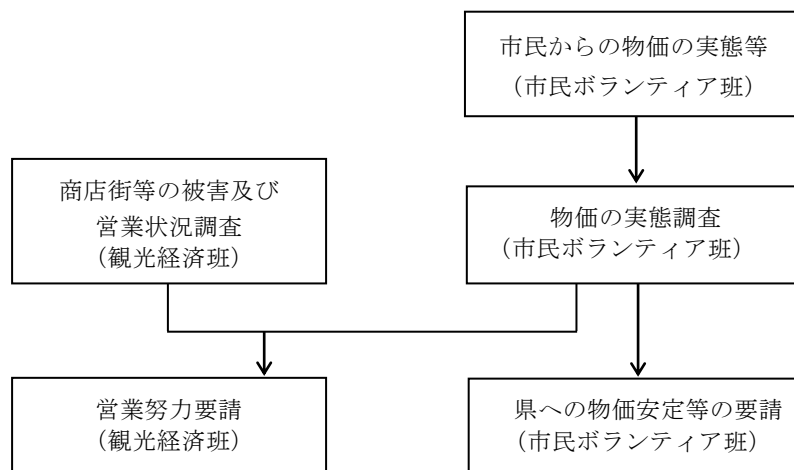 市民からの物価の実態等
（市民ボランティア班）
商店街等の被害及び
営業状況調査
（観光経済班）
物価の実態調査
（市民ボランティア班）
営業努力要請
（観光経済班）
県への物価安定等の要請
（市民ボランティア班）